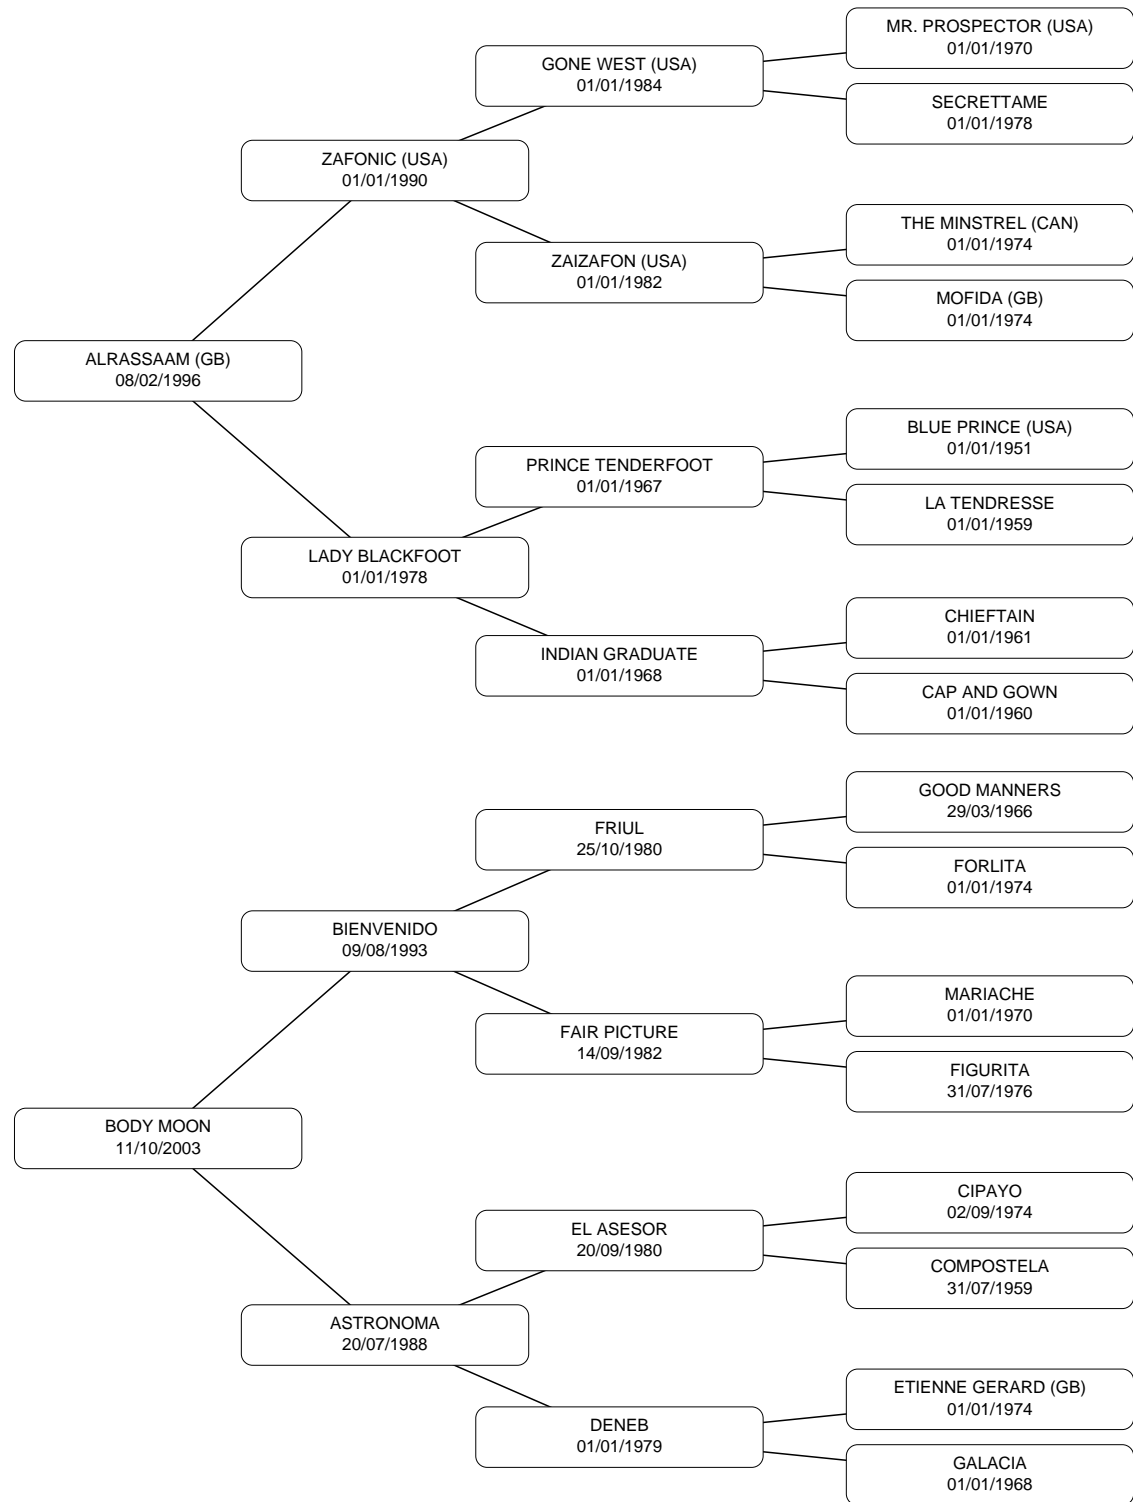 MR. PROSPECTOR (USA)
01/01/1970
GONE WEST (USA)
01/01/1984
SECRETTAME
01/01/1978
ZAFONIC (USA)
01/01/1990
THE MINSTREL (CAN)
01/01/1974
ZAIZAFON (USA)
01/01/1982
MOFIDA (GB)
01/01/1974
ALRASSAAM (GB)
08/02/1996
BLUE PRINCE (USA)
01/01/1951
PRINCE TENDERFOOT
01/01/1967
LA TENDRESSE
01/01/1959
LADY BLACKFOOT
01/01/1978
CHIEFTAIN
01/01/1961
INDIAN GRADUATE
01/01/1968
CAP AND GOWN
01/01/1960
GOOD MANNERS
29/03/1966
FRIUL
25/10/1980
FORLITA
01/01/1974
BIENVENIDO
09/08/1993
MARIACHE
01/01/1970
FAIR PICTURE
14/09/1982
FIGURITA
31/07/1976
BODY MOON
11/10/2003
CIPAYO
02/09/1974
EL ASESOR
20/09/1980
COMPOSTELA
31/07/1959
ASTRONOMA
20/07/1988
ETIENNE GERARD (GB)
01/01/1974
DENEB
01/01/1979
GALACIA
01/01/1968